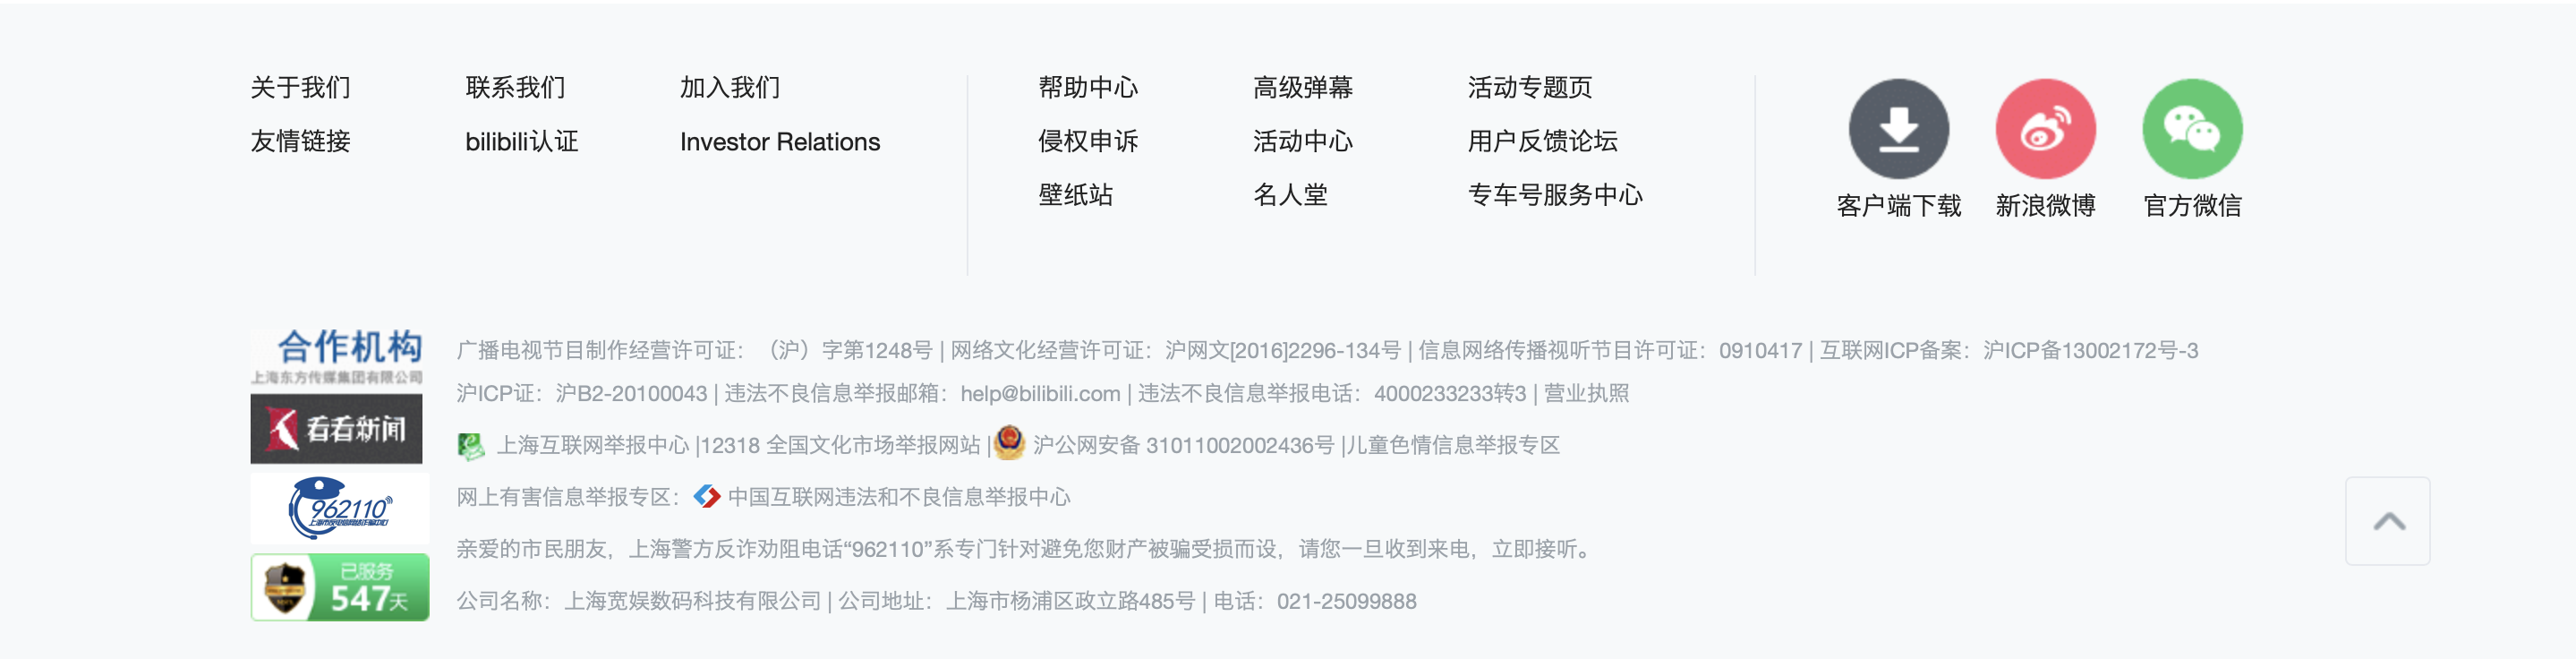 关于我们 联系我们 加入我们
友情链接 bilibili认证 Investor Relations
帮助中心 高级弹幕 活动专题页
侵权申诉 活动中心 用户反馈论坛
壁纸站 名人堂 专车号服务中心
客户端下载 新浪微博 官方微信
合作机构
上海东方传媒集团有限公司
看看新闻
962110
已服务
547天
广播电视节目制作经营许可证：（沪）字第1248号 | 网络文化经营许可证：沪网文[2016]2296-134号 | 信息网络传播视听节目许可证：0910417 | 互联网ICP备案：沪ICP备13002172号-3
沪ICP证：沪B2-20100043 | 违法不良信息举报邮箱：help@bilibili.com | 违法不良信息举报电话：4000233233转3 | 营业执照
上海互联网举报中心 |12318 全国文化市场举报网站 | 沪公网安备 31011002002436号 |儿童色情信息举报专区
网上有害信息举报专区： 中国互联网违法和不良信息举报中心
亲爱的市民朋友，上海警方反诈劝阻电话“962110”系专门针对避免您财产被骗受损而设，请您一旦收到来电，立即接听。
公司名称：上海宽娱数码科技有限公司 | 公司地址：上海市杨浦区政立路485号 | 电话：021-25099888